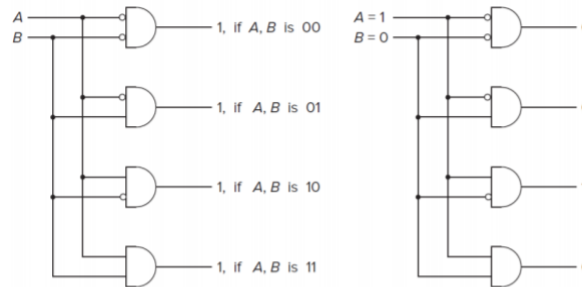 A
B
1, if A, B is 00
1, if A, B is 01
1, if A, B is 10
1, if A, B is 11
A = 1
B = 0